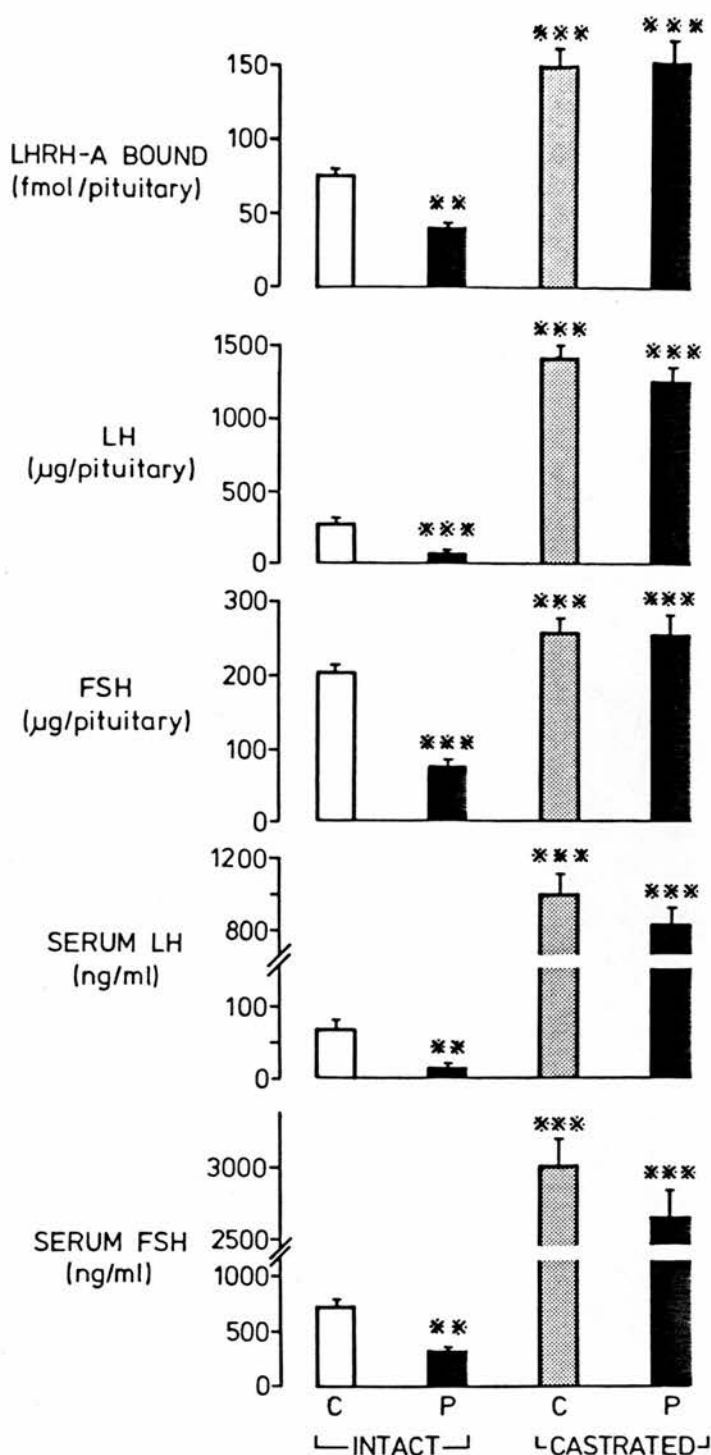 ※※※ ※※※
150
LHRH-A BOUND
(fmol/pituitary)
100
※※
50
0
※※※
1500
※※※
LH
(µg/pituitary)
1000
500
※※※
0
300
※※※ ※※※
FSH
(µg/pituitary)
200
100
※※※
0
1200
※※※
※※※
SERUM LH
(ng/ml)
800
100
※※
0
※※※
3000
※※※
SERUM FSH
(ng/ml)
2500
1000
500
※※
0
C P C P
INTACT CASTRATED